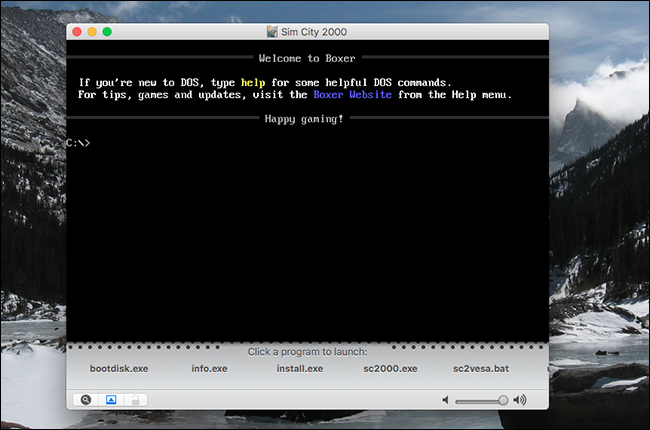 Sim City 2000
Welcome to Boxer
If you're new to DOS, type help for some helpful DOS commands.
For tips, games and updates, visit the Boxer Website from the Help menu.
Happy gaming!
C:\>
Click a program to launch:
bootdisk.exe info.exe install.exe sc2000.exe sc2vesa.bat